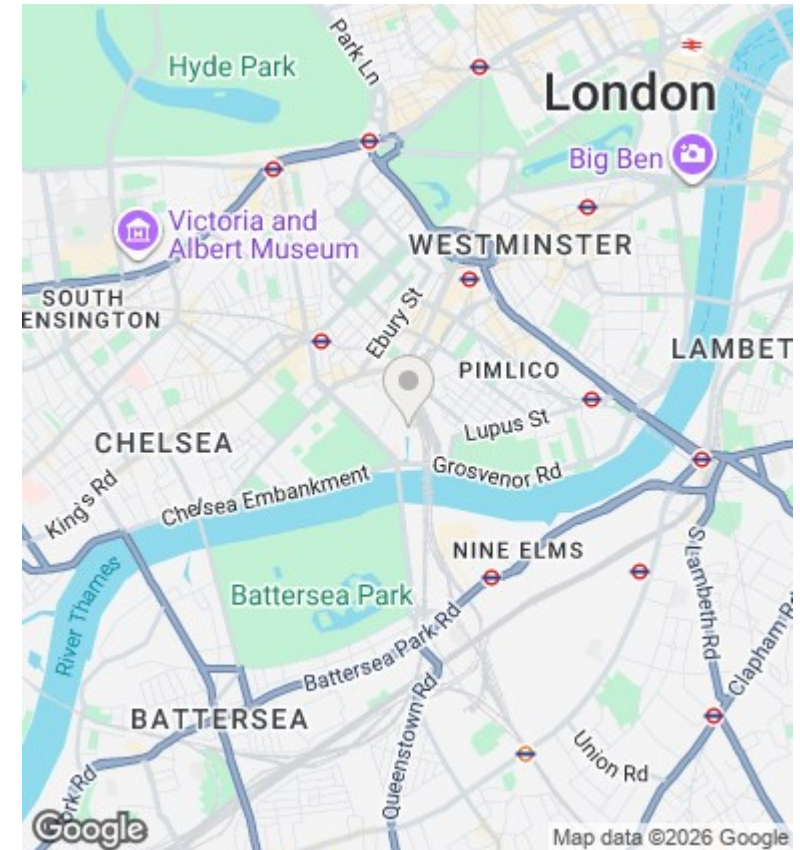 Park Ln
Hyde Park
London
Big Ben
Victoria and
Albert Museum
WESTMINSTER
SOUTH
ENSINGTON
Ebury St
LAMBET
PIMLICO
Lupus St
CHELSEA
Grosvenor Rd
King's Rd
Chelsea Embankment
NINE ELMS
River Thames
Battersea Park
S Lambeth Rd
Clapham Rd
Battersea Park Rd
BATTERSEA
Queenstown Rd
Union Rd
ork Rd
Google
Map data ©2026 Google